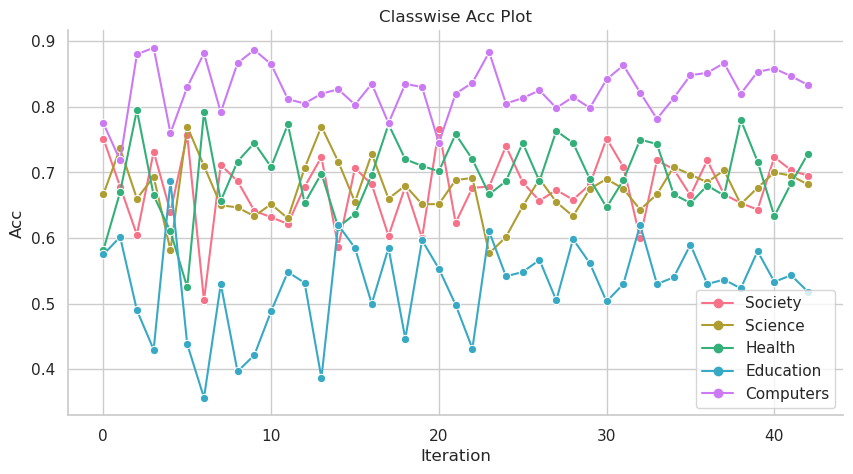 Classwise Acc Plot
0.9
0.8
0.7
0.6
0.5
0.4
Acc
0
10
20
30
40
Iteration
Society
Science
Health
Education
Computers